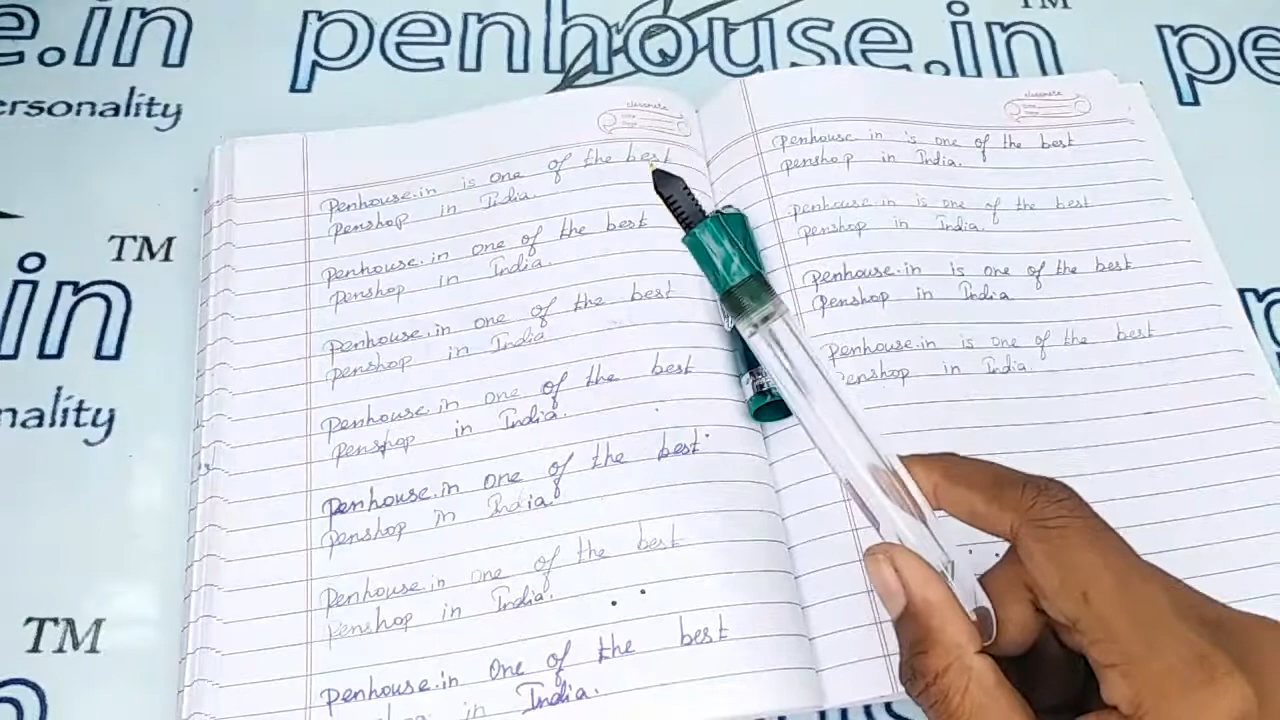 e.in
penhouse.in
TM
pe
ersonality
TM
in
nality
TM
classmate
Penhouse.in is one of the best
penshop in India.
Penhouse.in one of the best
penshop in India.
Penhouse.in one of the best
penshop in India
Penhouse.in one of the best
Penshop in India.
Penhouse.in one of the best
penshop in India.
Penhouse.in one of the best
penshop in India.
Penhouse.in one of the best
in India.
classmate
Penhouse.in is one of the best
penshop in India.
penhouse.in is one of the best
penshop in India.
Penhouse.in is one of the best
Penshop in India
Penhouse.in is one of the best
Penshop in India.